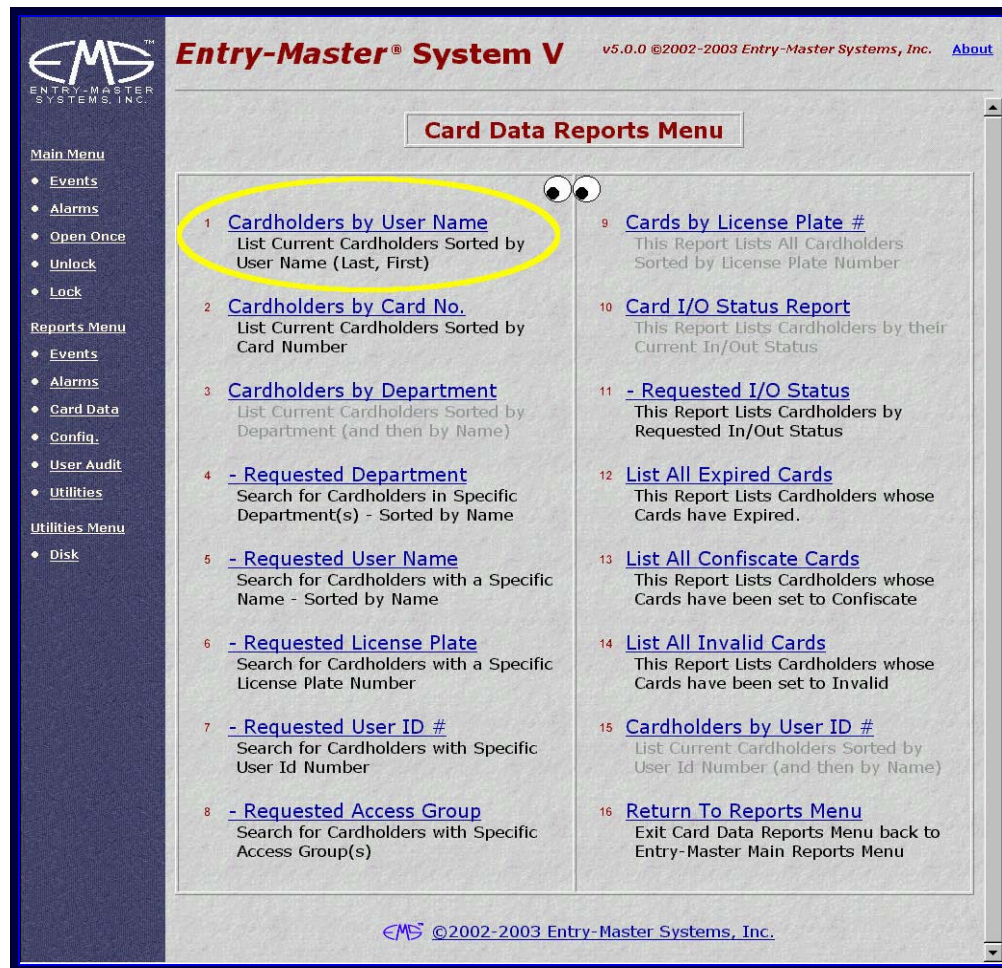 EMS™
ENTRY-MASTER
SYSTEMS, INC.
Entry-Master® System V
v5.0.0 ©2002-2003 Entry-Master Systems, Inc.
About
Card Data Reports Menu
Main Menu
Events
Alarms
Open Once
Unlock
Lock
Reports Menu
Events
Alarms
Card Data
Config.
User Audit
Utilities
Utilities Menu
Disk
1 Cardholders by User Name
List Current Cardholders Sorted by
User Name (Last, First)
2 Cardholders by Card No.
List Current Cardholders Sorted by
Card Number
3 Cardholders by Department
List Current Cardholders Sorted by
Department (and then by Name)
4 - Requested Department
Search for Cardholders in Specific
Department(s) - Sorted by Name
5 - Requested User Name
Search for Cardholders with a Specific
Name - Sorted by Name
6 - Requested License Plate
Search for Cardholders with a Specific
License Plate Number
7 - Requested User ID #
Search for Cardholders with Specific
User Id Number
8 - Requested Access Group
Search for Cardholders with Specific
Access Group(s)
9 Cards by License Plate #
This Report Lists All Cardholders
Sorted by License Plate Number
10 Card I/O Status Report
This Report Lists Cardholders by their
Current In/Out Status
11 - Requested I/O Status
This Report Lists Cardholders by
Requested In/Out Status
12 List All Expired Cards
This Report Lists Cardholders whose
Cards have Expired.
13 List All Confiscate Cards
This Report Lists Cardholders whose
Cards have been set to Confiscate
14 List All Invalid Cards
This Report Lists Cardholders whose
Cards have been set to Invalid
15 Cardholders by User ID #
List Current Cardholders Sorted by
User Id Number (and then by Name)
16 Return To Reports Menu
Exit Card Data Reports Menu back to
Entry-Master Main Reports Menu
EMS ©2002-2003 Entry-Master Systems, Inc.